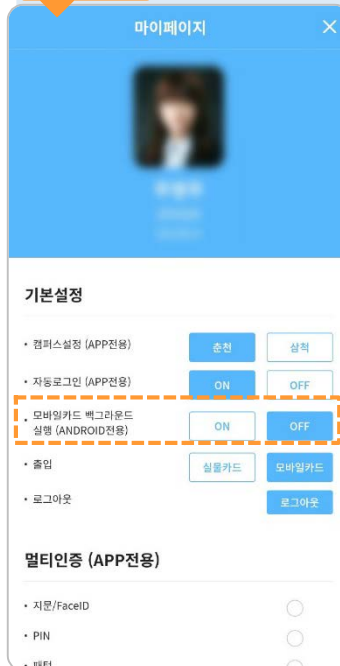 마이페이지
기본설정
• 캠퍼스설정 (APP전용) 춘천 삼척
• 자동로그인 (APP전용) ON OFF
• 모바일카드 백그라운드
실행 (ANDROID전용) ON OFF
• 출입 실물카드 모바일카드
• 로그아웃 로그아웃
멀티인증 (APP전용)
• 지문/FaceID
• PIN
• 패턴